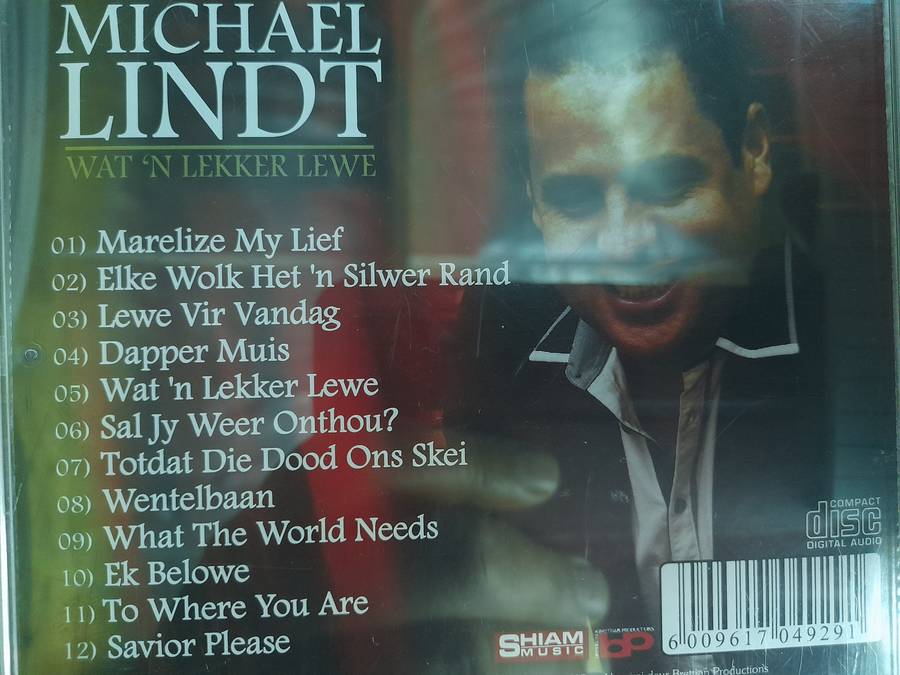 MICHAEL
LINDT
WAT 'N LEKKER LEWE
01) Marelize My Lief
02) Elke Wolk Het 'n Silwer Rand
03) Lewe Vir Vandag
04) Dapper Muis
05) Wat 'n Lekker Lewe
06) Sal Jy Weer Onthou?
07) Totdat Die Dood Ons Skei
08) Wentelbaan
09) What The World Needs
10) Ek Belowe
11) To Where You Are
12) Savior Please
COMPACT
disc
DIGITAL AUDIO
SHIAM
MUSIC
bp
6 009617 049291
deur Productions